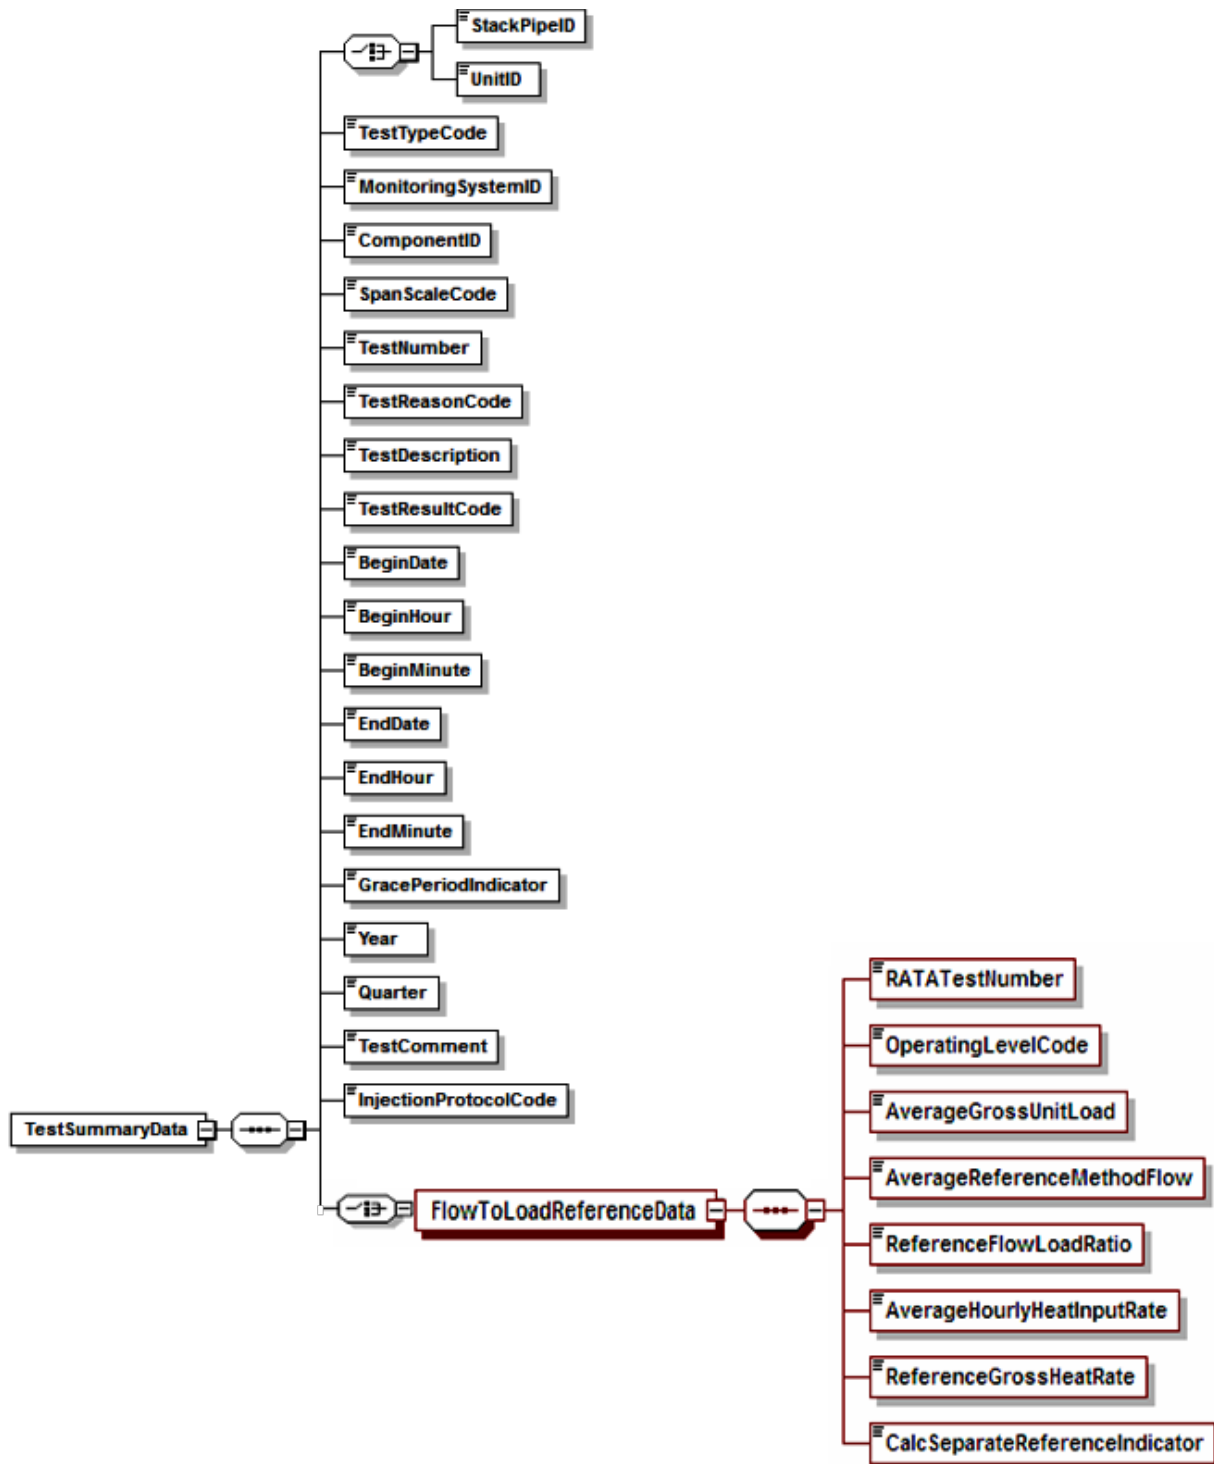 StackPipeID
UnitID
TestTypeCode
MonitoringSystemID
ComponentID
SpanScaleCode
TestNumber
TestReasonCode
TestDescription
TestResultCode
BeginDate
BeginHour
BeginMinute
EndDate
EndHour
EndMinute
GracePeriodIndicator
Year
Quarter
TestComment
InjectionProtocolCode
TestSummaryData
FlowToLoadReferenceData
RATATestNumber
OperatingLevelCode
AverageGrossUnitLoad
AverageReferenceMethodFlow
ReferenceFlowLoadRatio
AverageHourlyHeatInputRate
ReferenceGrossHeatRate
CalcSeparateReferenceIndicator